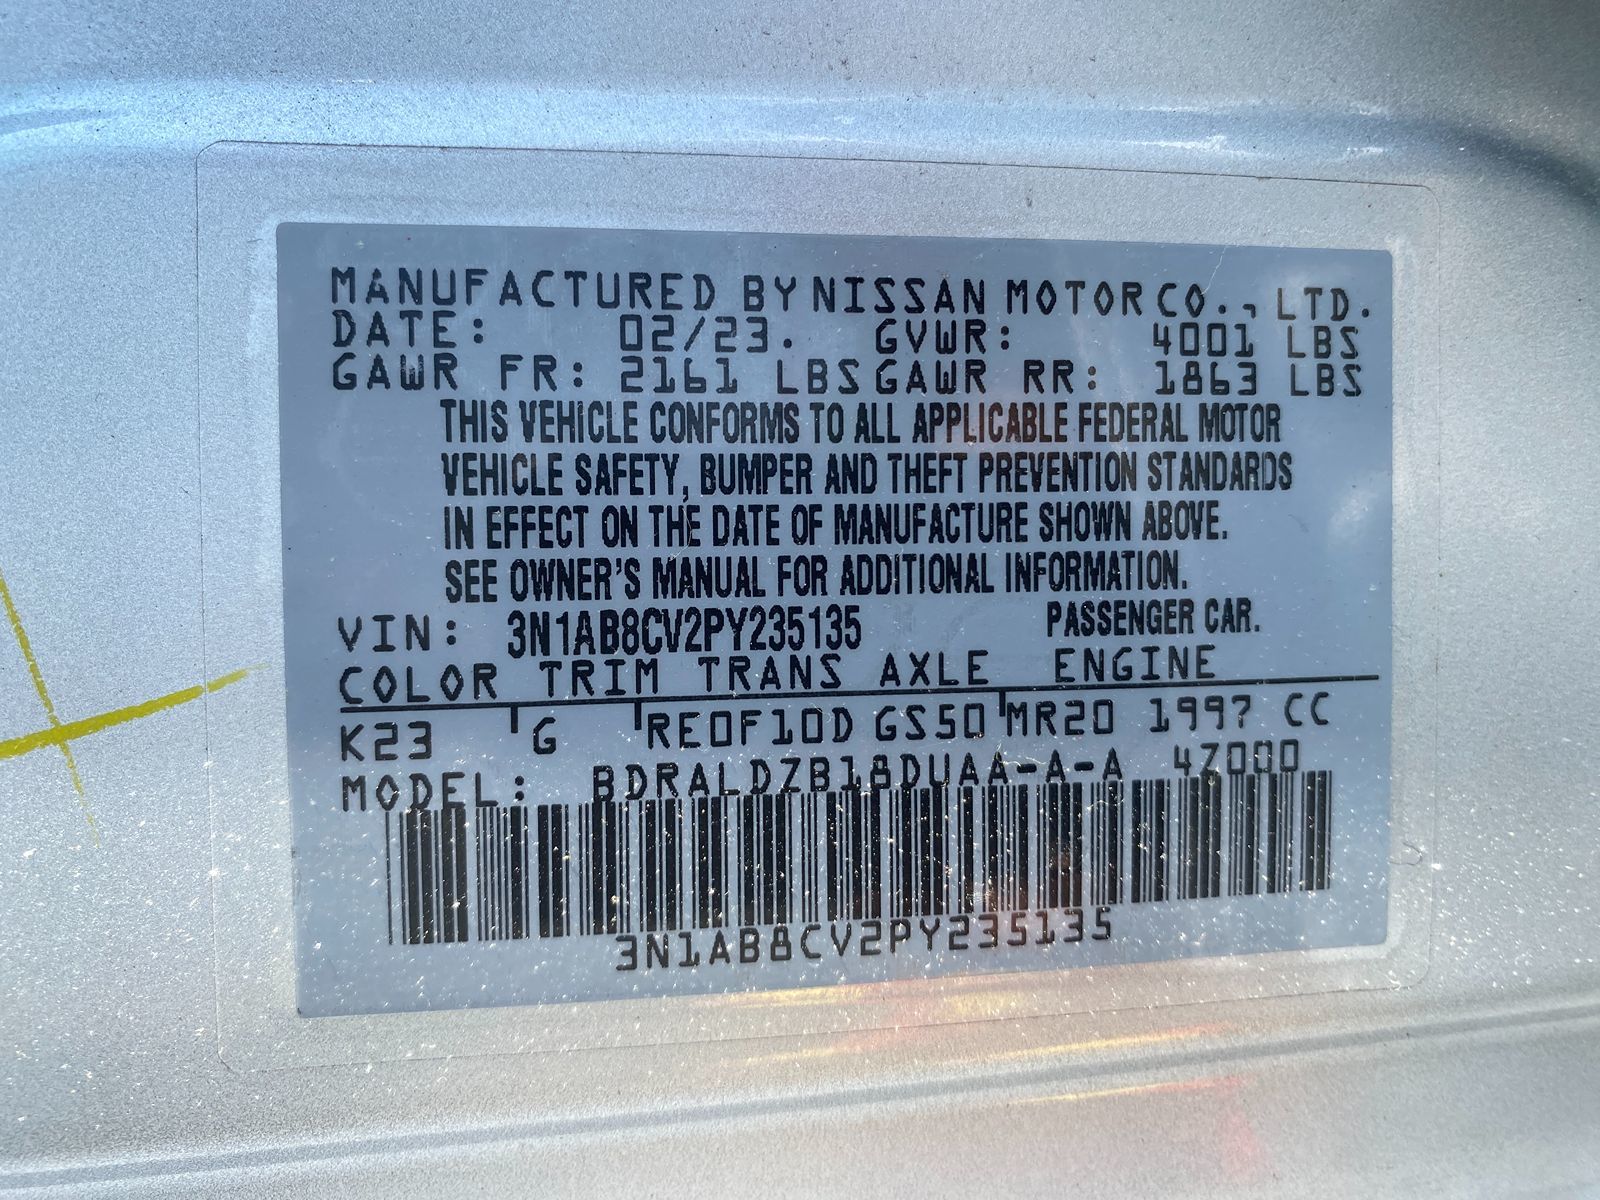 MANUFACTURED BY NISSAN MOTOR CO., LTD.
DATE: 02/23. GVWR: 4001 LBS
GAWR FR: 2161 LBS GAWR RR: 1863 LBS
THIS VEHICLE CONFORMS TO ALL APPLICABLE FEDERAL MOTOR
VEHICLE SAFETY, BUMPER AND THEFT PREVENTION STANDARDS
IN EFFECT ON THE DATE OF MANUFACTURE SHOWN ABOVE.
SEE OWNER'S MANUAL FOR ADDITIONAL INFORMATION.
VIN: 3N1AB8CV2PY235135 PASSENGER CAR.
COLOR TRIM TRANS AXLE ENGINE
K23 G RE0F10D GS50 MR20 1997 CC
MODEL: BDRALDZB18DUAA-A-A 4Z000
3N1AB8CV2PY235135